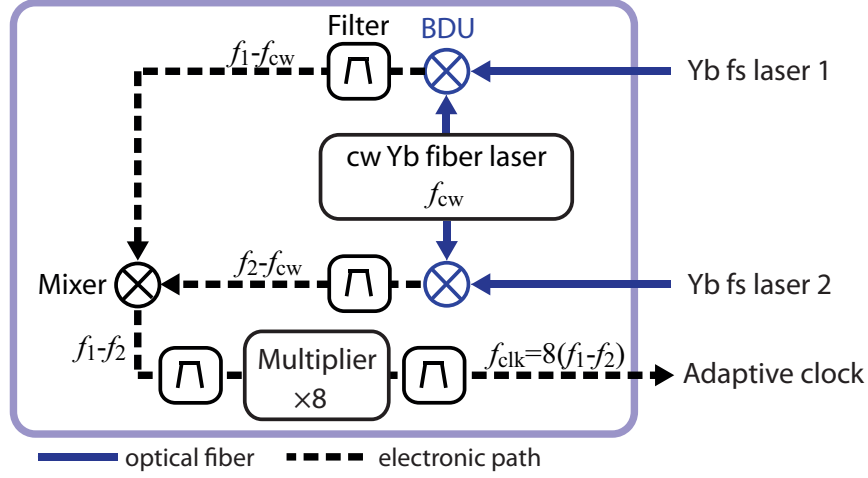 Filter
BDU
f1-fcw
Yb fs laser 1
cw Yb fiber laser
fcw
Mixer
f2-fcw
Yb fs laser 2
f1-f2
Multiplier
×8
fclk=8(f1-f2)
Adaptive clock
optical fiber
electronic path